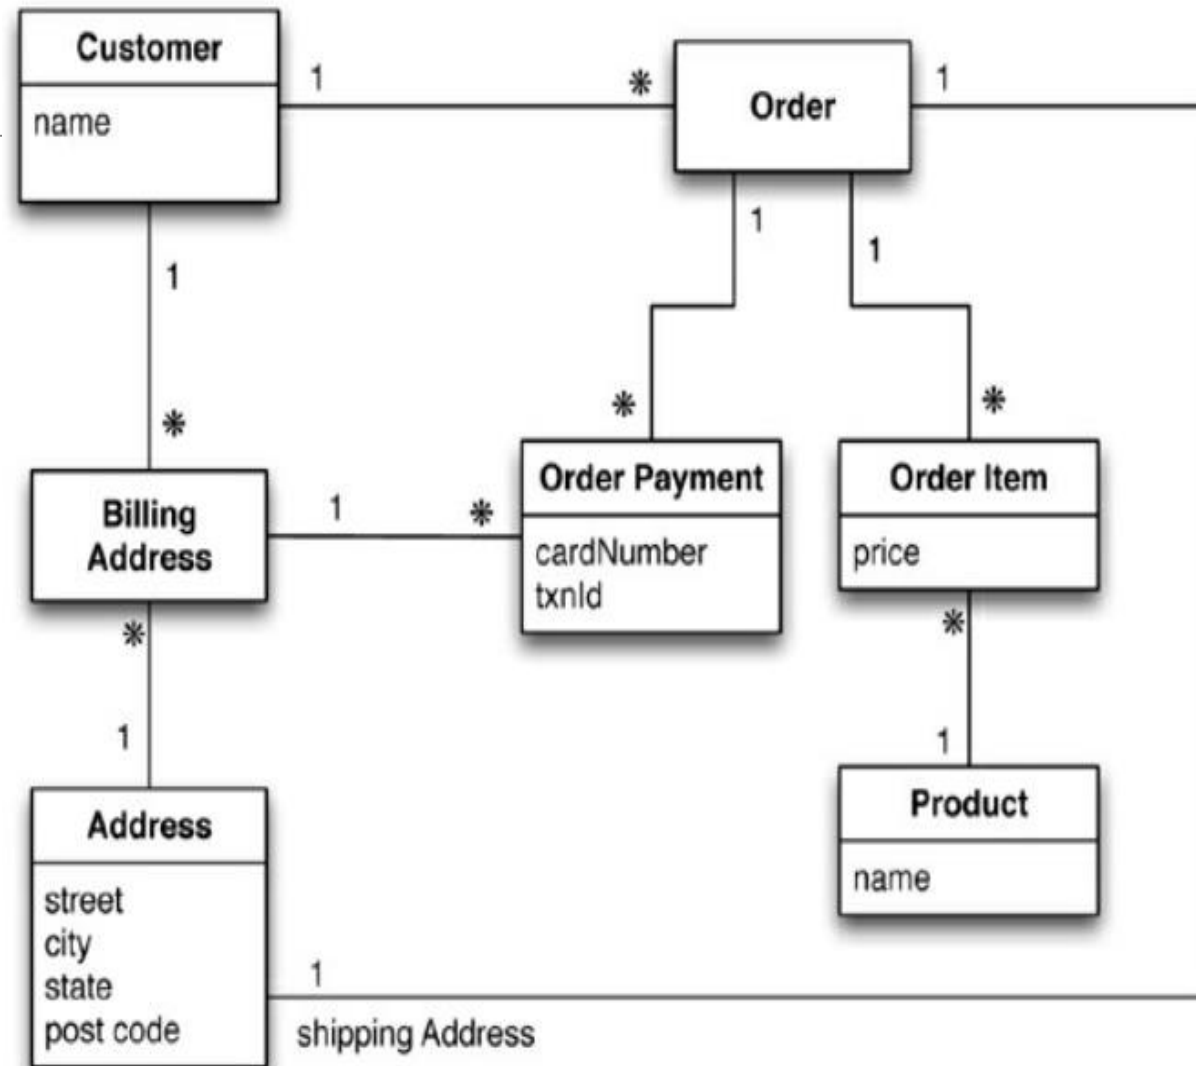 Customer
name
1
*
Order
1
1
*
1
*
1
*
Billing
Address
1
*
Order Payment
cardNumber
txnId
Order Item
price
*
1
Product
name
*
1
Address
street
city
state
post code
1
shipping Address